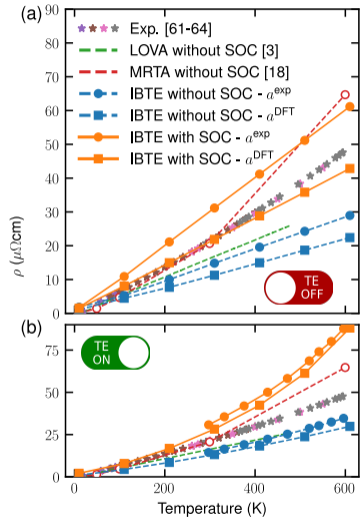 (a)
90
80
70
60
50
40
30
20
10
0
ρ (μΩcm)
Exp. [61-64]
LOVA without SOC [3]
MRTA without SOC [18]
IBTE without SOC - a^exp
IBTE without SOC - a^DFT
IBTE with SOC - a^exp
IBTE with SOC - a^DFT
TE
OFF
(b)
75
50
25
0
TE
ON
0 200 400 600
Temperature (K)